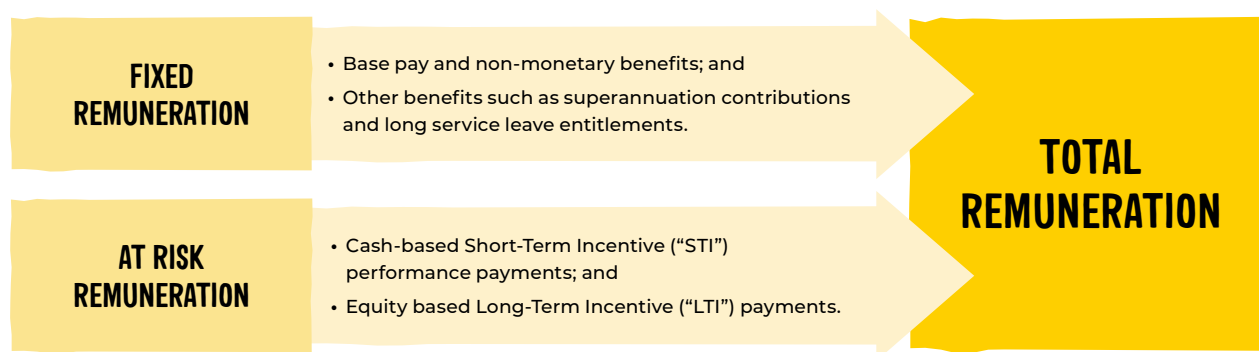 FIXED
REMUNERATION
• Base pay and non-monetary benefits; and
• Other benefits such as superannuation contributions
and long service leave entitlements.
AT RISK
REMUNERATION
• Cash-based Short-Term Incentive (“STI”)
performance payments; and
• Equity based Long-Term Incentive (“LTI”) payments.
TOTAL
REMUNERATION